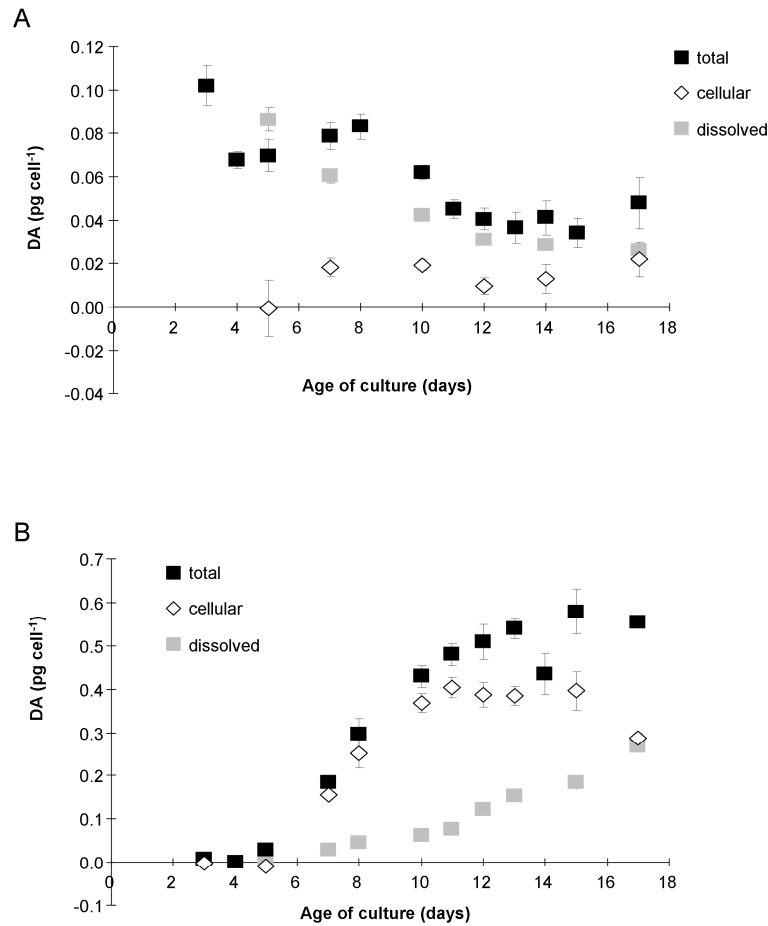 A
0.12
0.10
0.08
0.06
0.04
0.02
0.00
-0.02
-0.04
DA (pg cell-1)
0 2 4 6 8 10 12 14 16 18
Age of culture (days)
total
cellular
dissolved
B
0.7
0.6
0.5
0.4
0.3
0.2
0.1
0.0
-0.1
DA (pg cell-1)
total
cellular
dissolved
0 2 4 6 8 10 12 14 16 18
Age of culture (days)